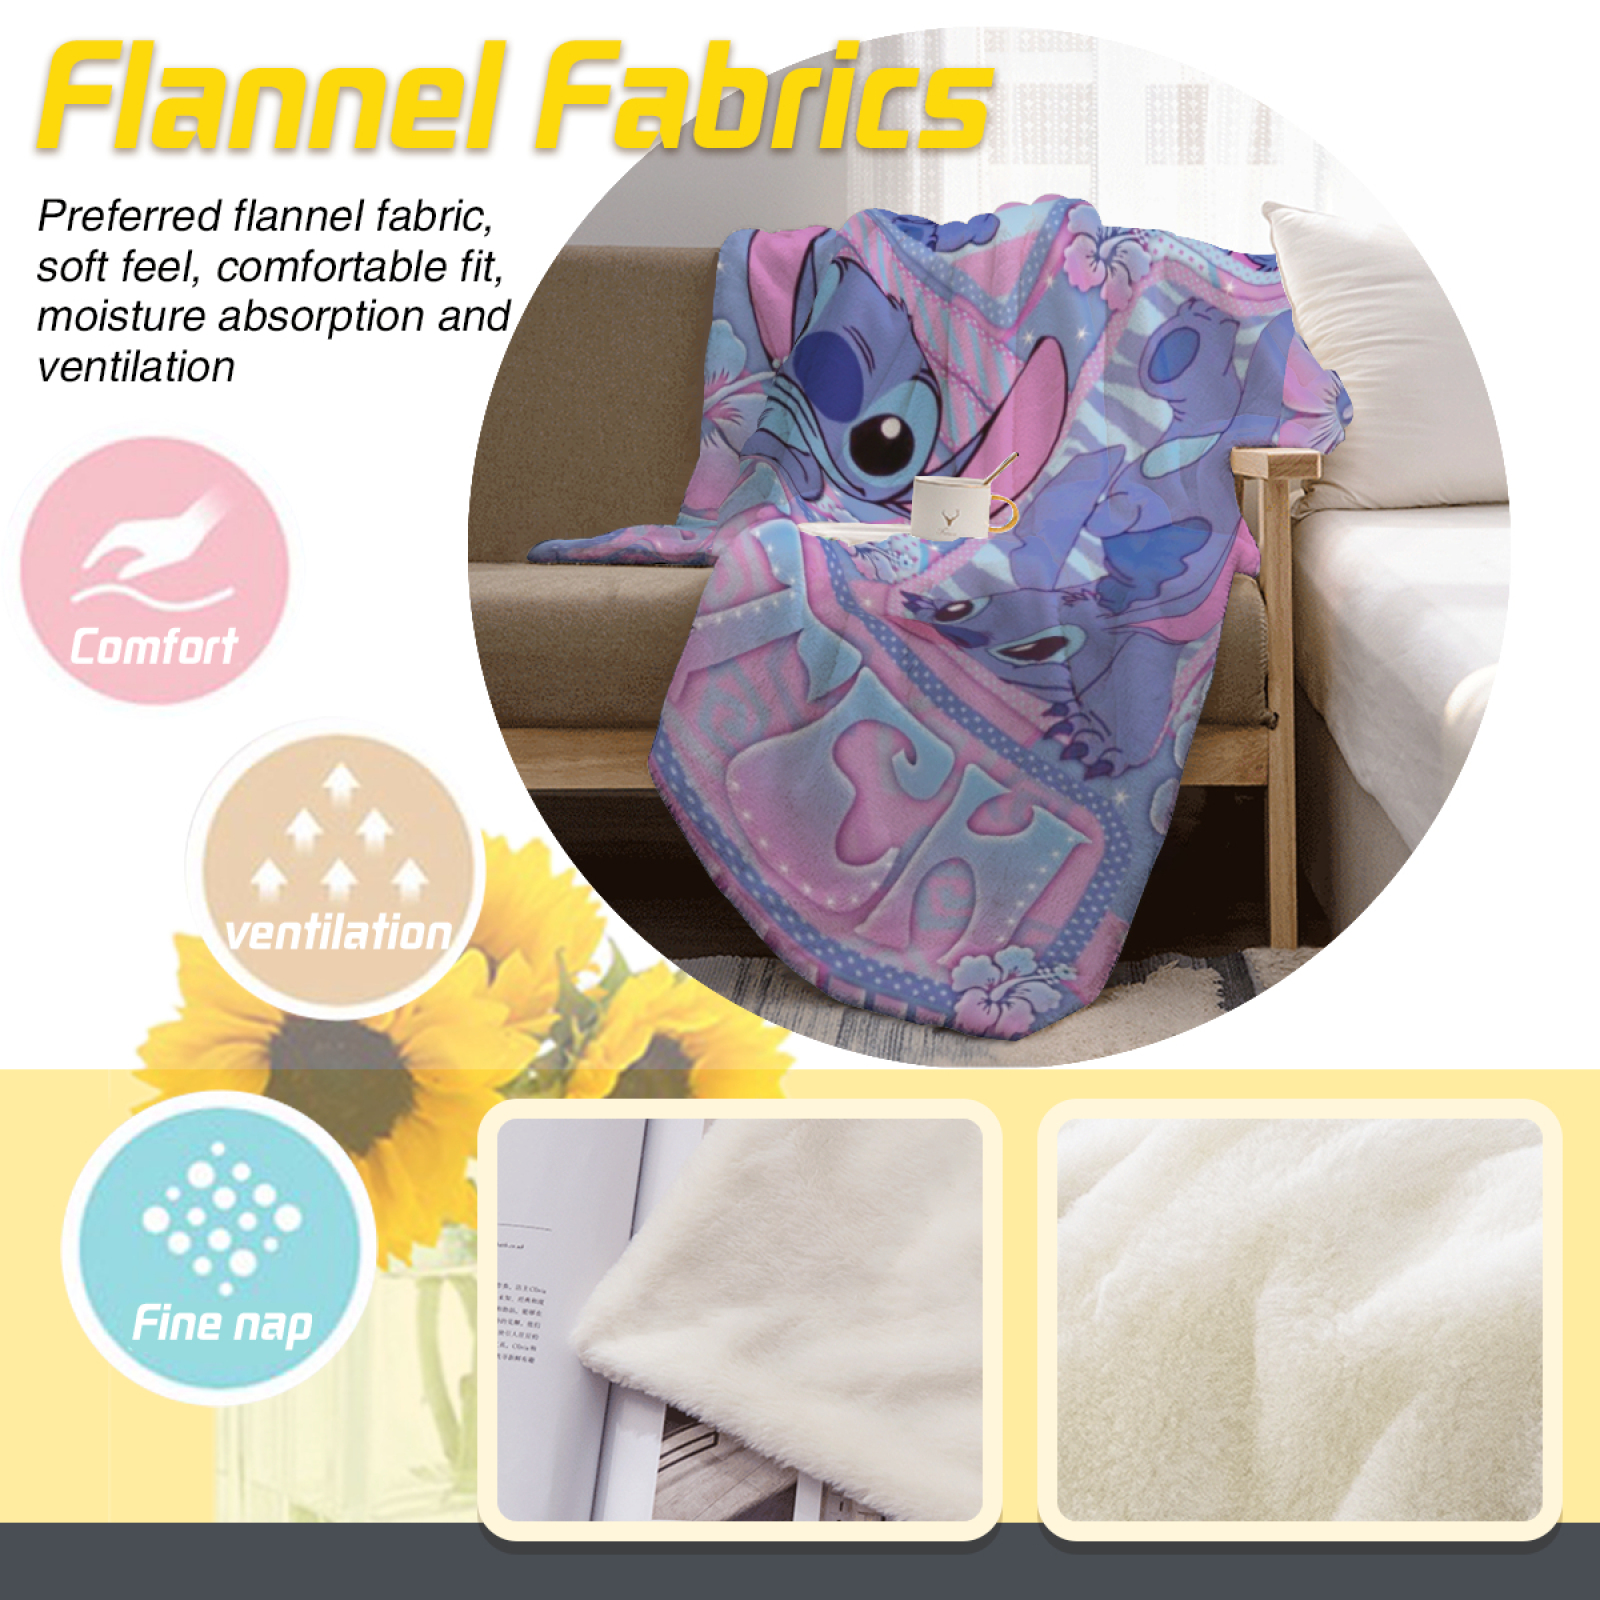 Flannel Fabrics
Preferred flannel fabric,
soft feel, comfortable fit,
moisture absorption and
ventilation
Comfort
ventilation
Fine nap